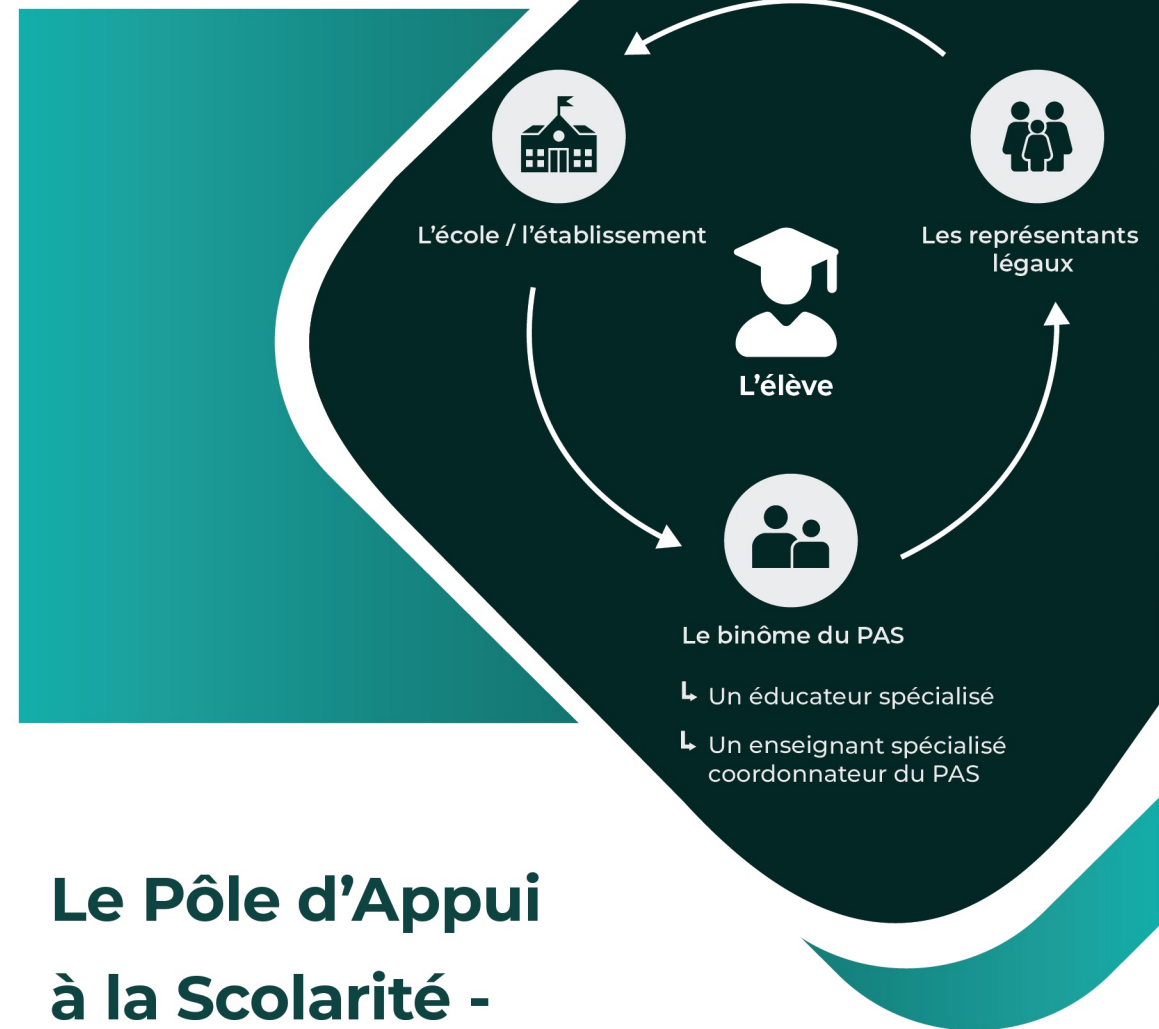 L'école / l'établissement
Les représentants
légaux
L'élève
Le binôme du PAS
Un éducateur spécialisé
Un enseignant spécialisé
coordonnateur du PAS
Le Pôle d'Appui
à la Scolarité -